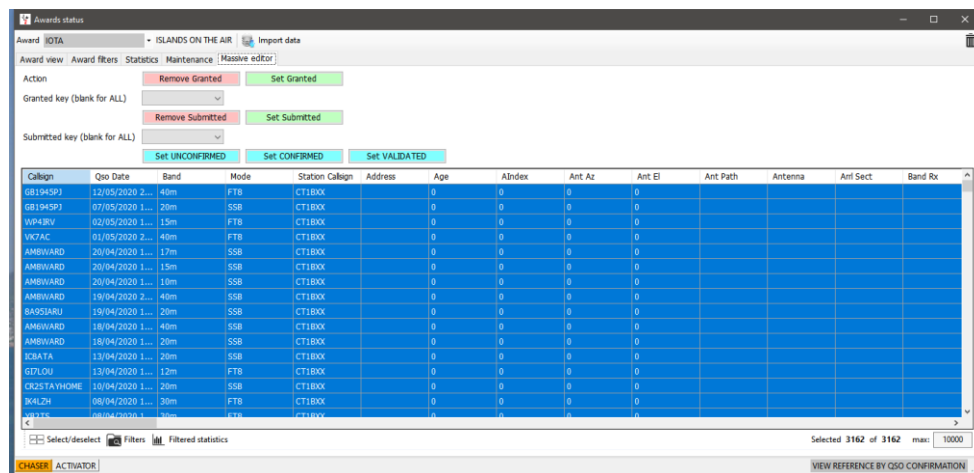 Awards status
Award IOTA - ISLANDS ON THE AIR Import data
Award view Award filters Statistics Maintenance Massive editor
Action Remove Granted Set Granted
Granted key (blank for ALL)
Remove Submitted Set Submitted
Submitted key (blank for ALL)
Set UNCONFIRMED Set CONFIRMED Set VALIDATED
Callsign Qso Date Band Mode Station Callsign Address Age AIndex Ant Az Ant El Ant Path Antenna Arrl Sect Band Rx
GB1945PJ 12/05/2020 2... 40m FT8 CT1BXX 0 0 0 0
GB1945PJ 07/05/2020 1... 20m SSB CT1BXX 0 0 0 0
WP4IRV 02/05/2020 1... 15m FT8 CT1BXX 0 0 0 0
VK7AC 01/05/2020 2... 40m FT8 CT1BXX 0 0 0 0
AM8WARD 20/04/2020 1... 17m SSB CT1BXX 0 0 0 0
AM8WARD 20/04/2020 1... 15m SSB CT1BXX 0 0 0 0
AM8WARD 20/04/2020 1... 10m SSB CT1BXX 0 0 0 0
AM8WARD 19/04/2020 2... 40m SSB CT1BXX 0 0 0 0
8A95IARU 19/04/2020 1... 20m SSB CT1BXX 0 0 0 0
AM6WARD 18/04/2020 1... 40m SSB CT1BXX 0 0 0 0
AM8WARD 18/04/2020 1... 20m SSB CT1BXX 0 0 0 0
IC8ATA 13/04/2020 1... 20m SSB CT1BXX 0 0 0 0
GI7LOU 13/04/2020 1... 12m FT8 CT1BXX 0 0 0 0
CR2STAYHOME 10/04/2020 1... 20m SSB CT1BXX 0 0 0 0
IK4LZH 08/04/2020 1... 30m FT8 CT1BXX 0 0 0 0
08/04/2020 1... 30m FT8 CT1BXX 0 0 0 0
Select/deselect Filters Filtered statistics Selected 3162 of 3162 max: 10000
CHASER ACTIVATOR VIEW REFERENCE BY QSO CONFIRMATION